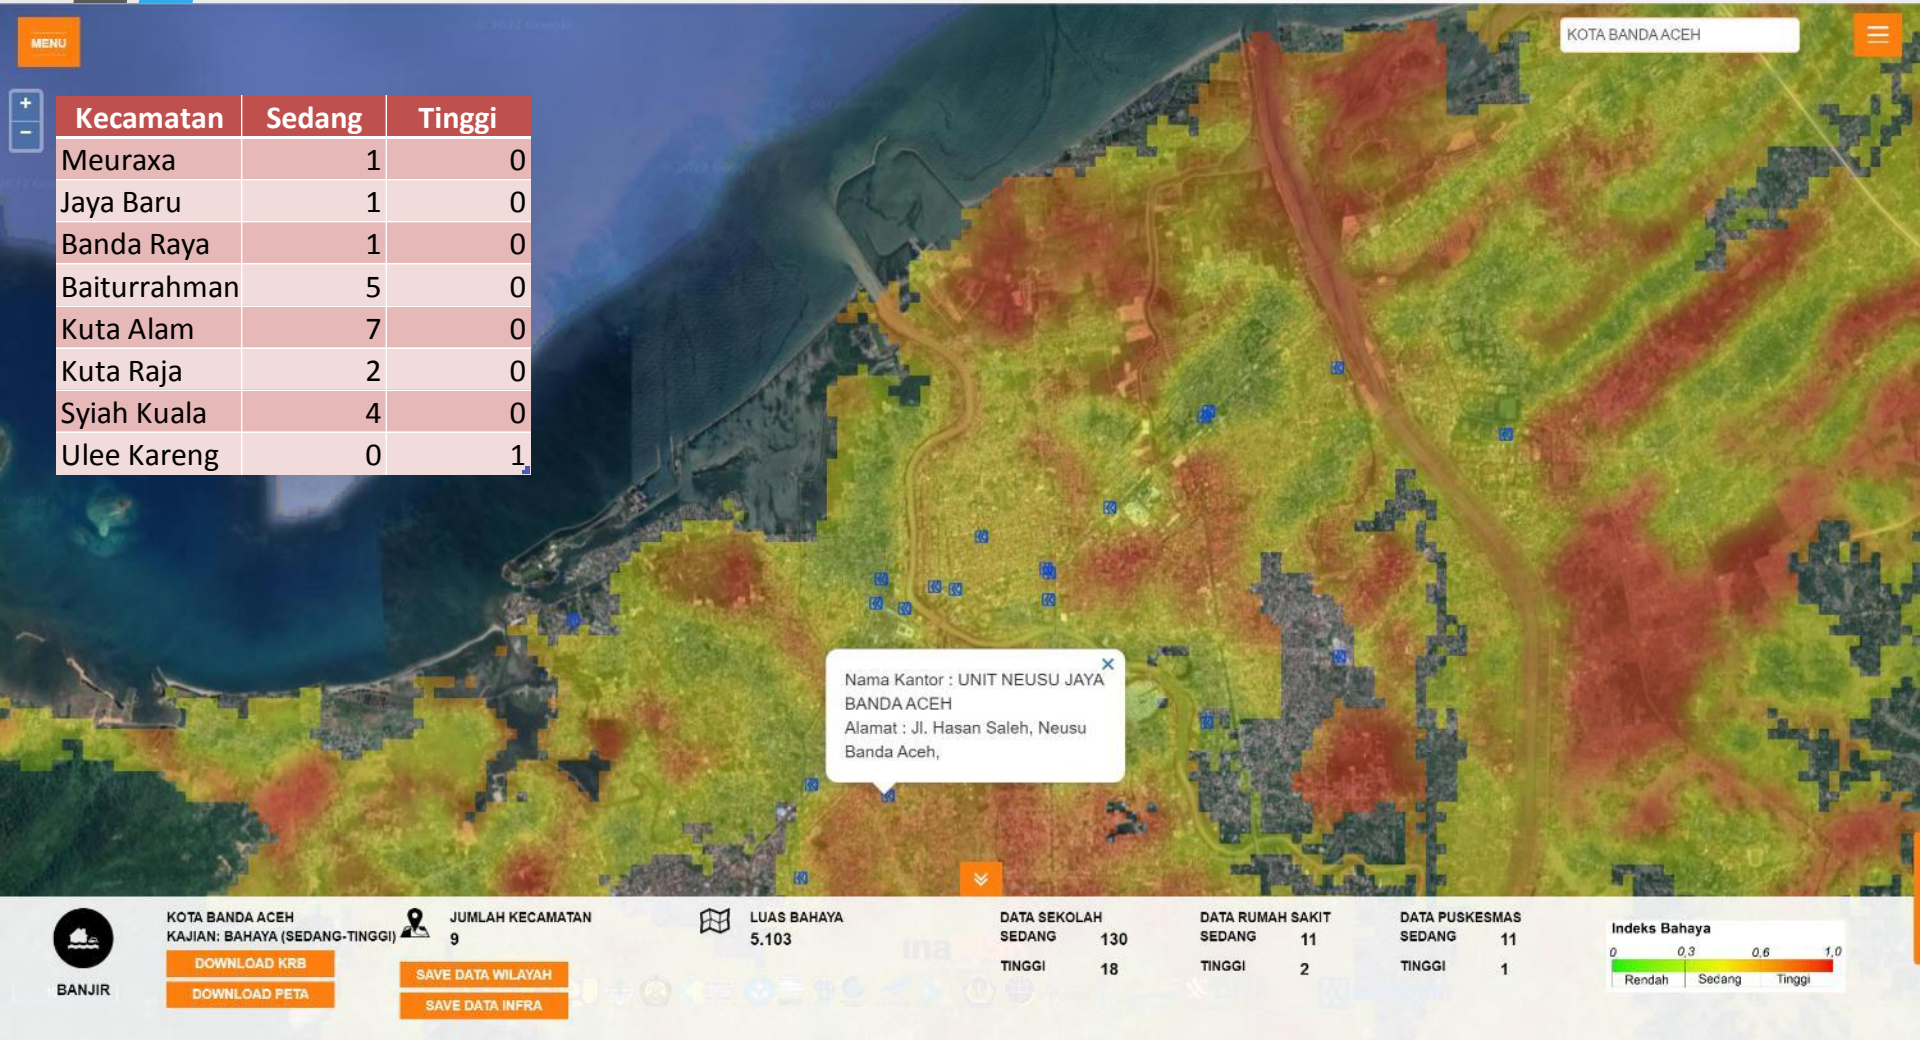 MENU
KOTA BANDA ACEH
+
−
Kecamatan Sedang Tinggi
Meuraxa 1 0
Jaya Baru 1 0
Banda Raya 1 0
Baiturrahman 5 0
Kuta Alam 7 0
Kuta Raja 2 0
Syiah Kuala 4 0
Ulee Kareng 0 1
Nama Kantor : UNIT NEUSU JAYA
BANDA ACEH
Alamat : Jl. Hasan Saleh, Neusu
Banda Aceh,
BANJIR
KOTA BANDA ACEH
KAJIAN: BAHAYA (SEDANG-TINGGI)
DOWNLOAD KRB
DOWNLOAD PETA
JUMLAH KECAMATAN
9
SAVE DATA WILAYAH
SAVE DATA INFRA
LUAS BAHAYA
5.103
DATA SEKOLAH
SEDANG 130
TINGGI 18
DATA RUMAH SAKIT
SEDANG 11
TINGGI 2
DATA PUSKESMAS
SEDANG 11
TINGGI 1
Indeks Bahaya
0 0,3 0,6 1,0
Rendah Sedang Tinggi